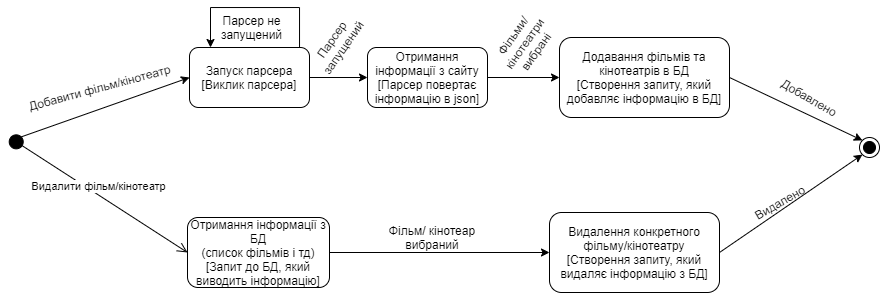 Парсер не
запущений
Запуск парсера
[Виклик парсера]
Парсер
запущений
Отримання
інформації з сайту
[Парсер повертає
інформацію в json]
Фільми/
кінотеатри
вибрані
Додавання фільмів та
кінотеатрів в БД
[Створення запиту, який
добавляє інформацію в БД]
Добавити фільм/кінотеатр
Добавлено
Видалити фільм/кінотеатр
Отримання інформації з
БД
(список фільмів і тд)
[Запит до БД, який
виводить інформацію]
Фільм/ кінотеар
вибраний
Видалення конкретного
фільму/кінотеатру
[Створення запиту, який
видаляє інформацію з БД]
Видалено